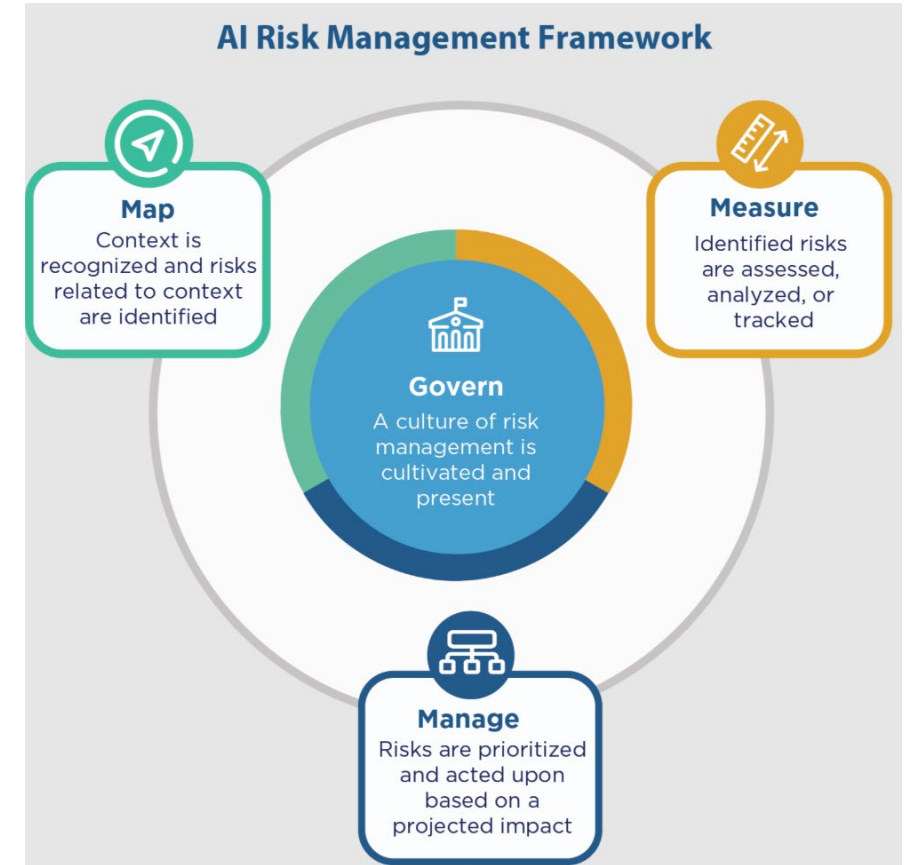 AI Risk Management Framework
Map
Context is
recognized and risks
related to context
are identified
Measure
Identified risks
are assessed,
analyzed, or
tracked
Govern
A culture of risk
management is
cultivated and
present
Manage
Risks are prioritized
and acted upon
based on a
projected impact